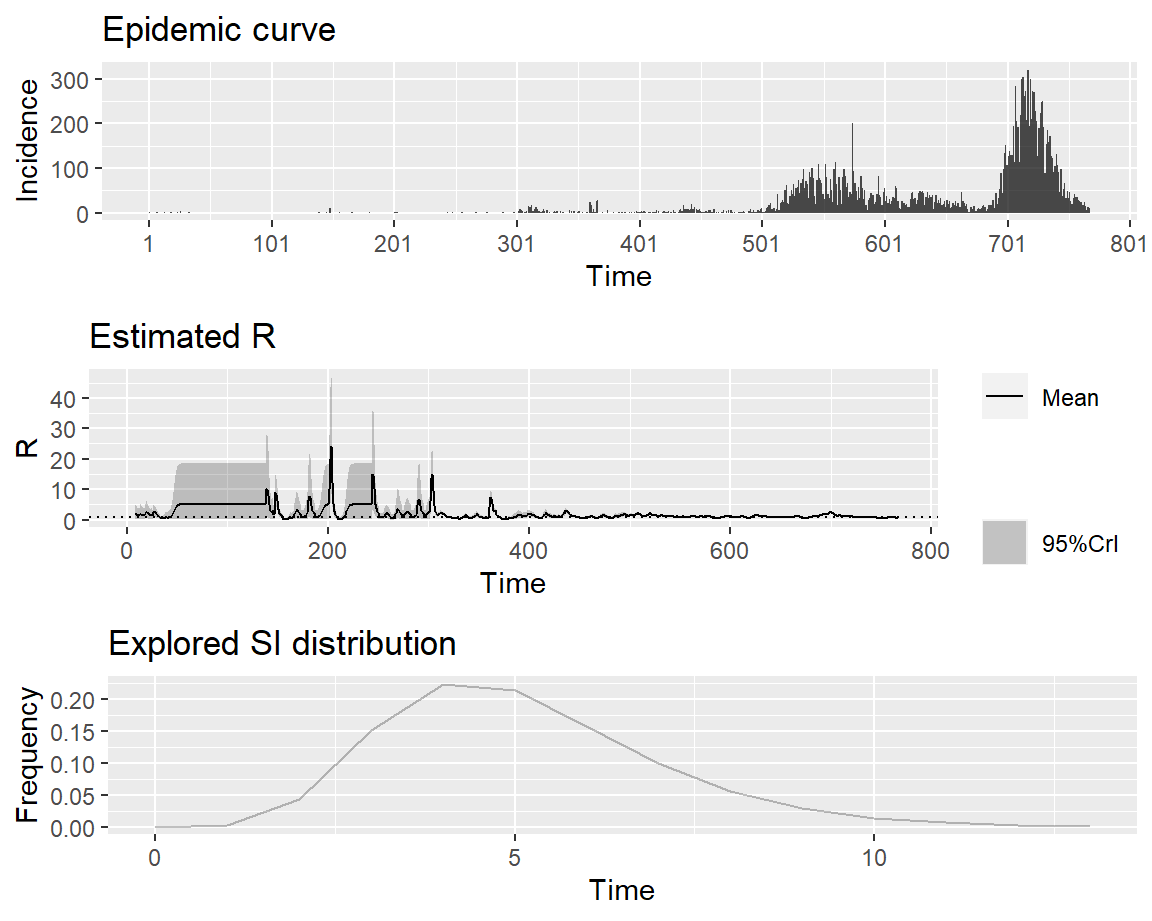 Epidemic curve
300
200
100
0
Incidence
1 101 201 301 401 501 601 701 801
Time
Estimated R
40
30
20
10
0
R
0 200 400 600 800
Time
Mean
95%CrI
Explored SI distribution
0.20
0.15
0.10
0.05
0.00
Frequency
0 5 10
Time